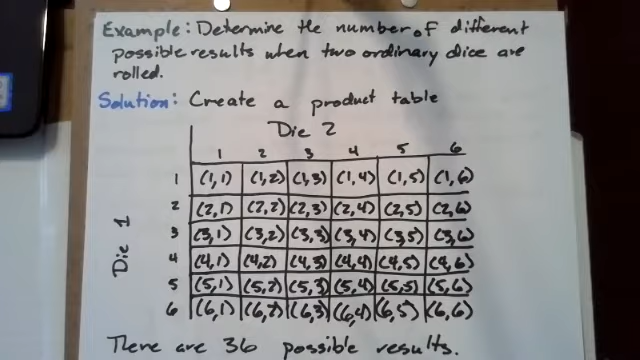 Example: Determine the number of different
possible results when two ordinary dice are
rolled.
Solution: Create a product table
Die 2
1 2 3 4 5 6
1 (1,1) (1,2) (1,3) (1,4) (1,5) (1,6)
2 (2,1) (2,2) (2,3) (2,4) (2,5) (2,6)
Die 1
3 (3,1) (3,2) (3,3) (3,4) (3,5) (3,6)
4 (4,1) (4,2) (4,3) (4,4) (4,5) (4,6)
5 (5,1) (5,2) (5,3) (5,4) (5,5) (5,6)
6 (6,1) (6,2) (6,3) (6,4) (6,5) (6,6)
There are 36 possible results.